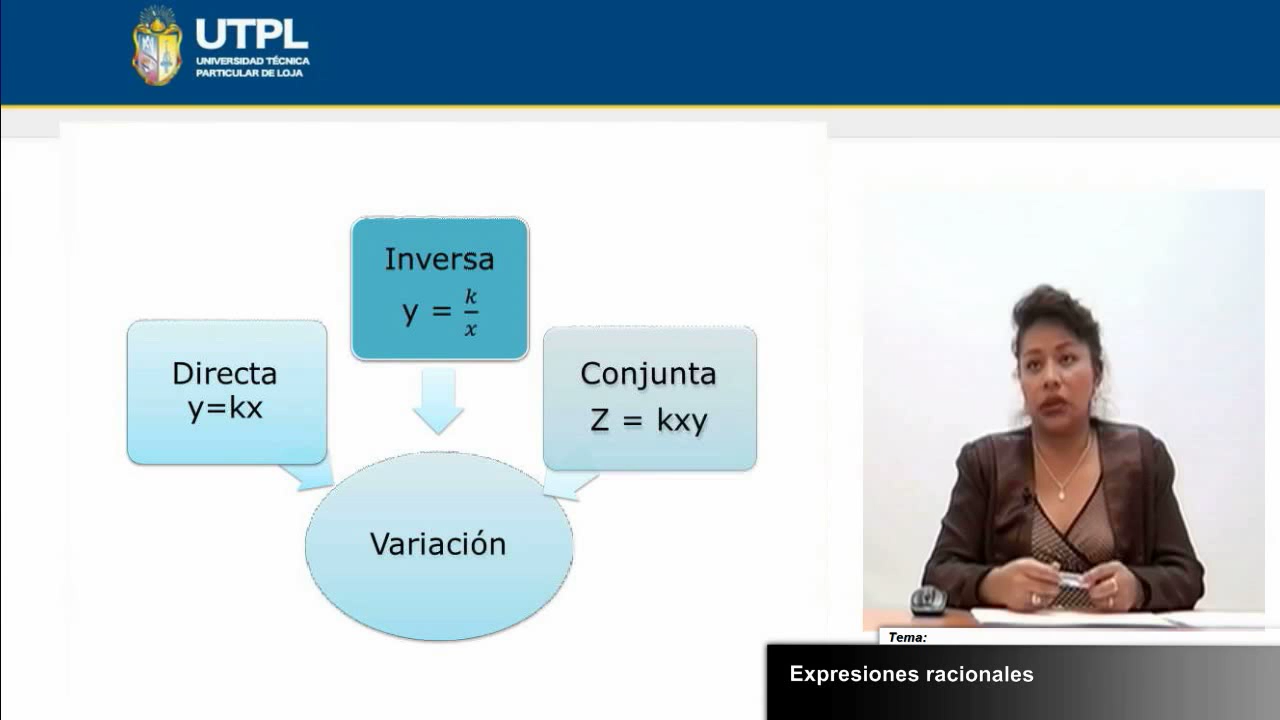 UTPL
UNIVERSIDAD TÉCNICA
PARTICULAR DE LOJA
Inversa
y = k/x
Directa
y=kx
Conjunta
Z = kxy
Variación
Tema:
Expresiones racionales